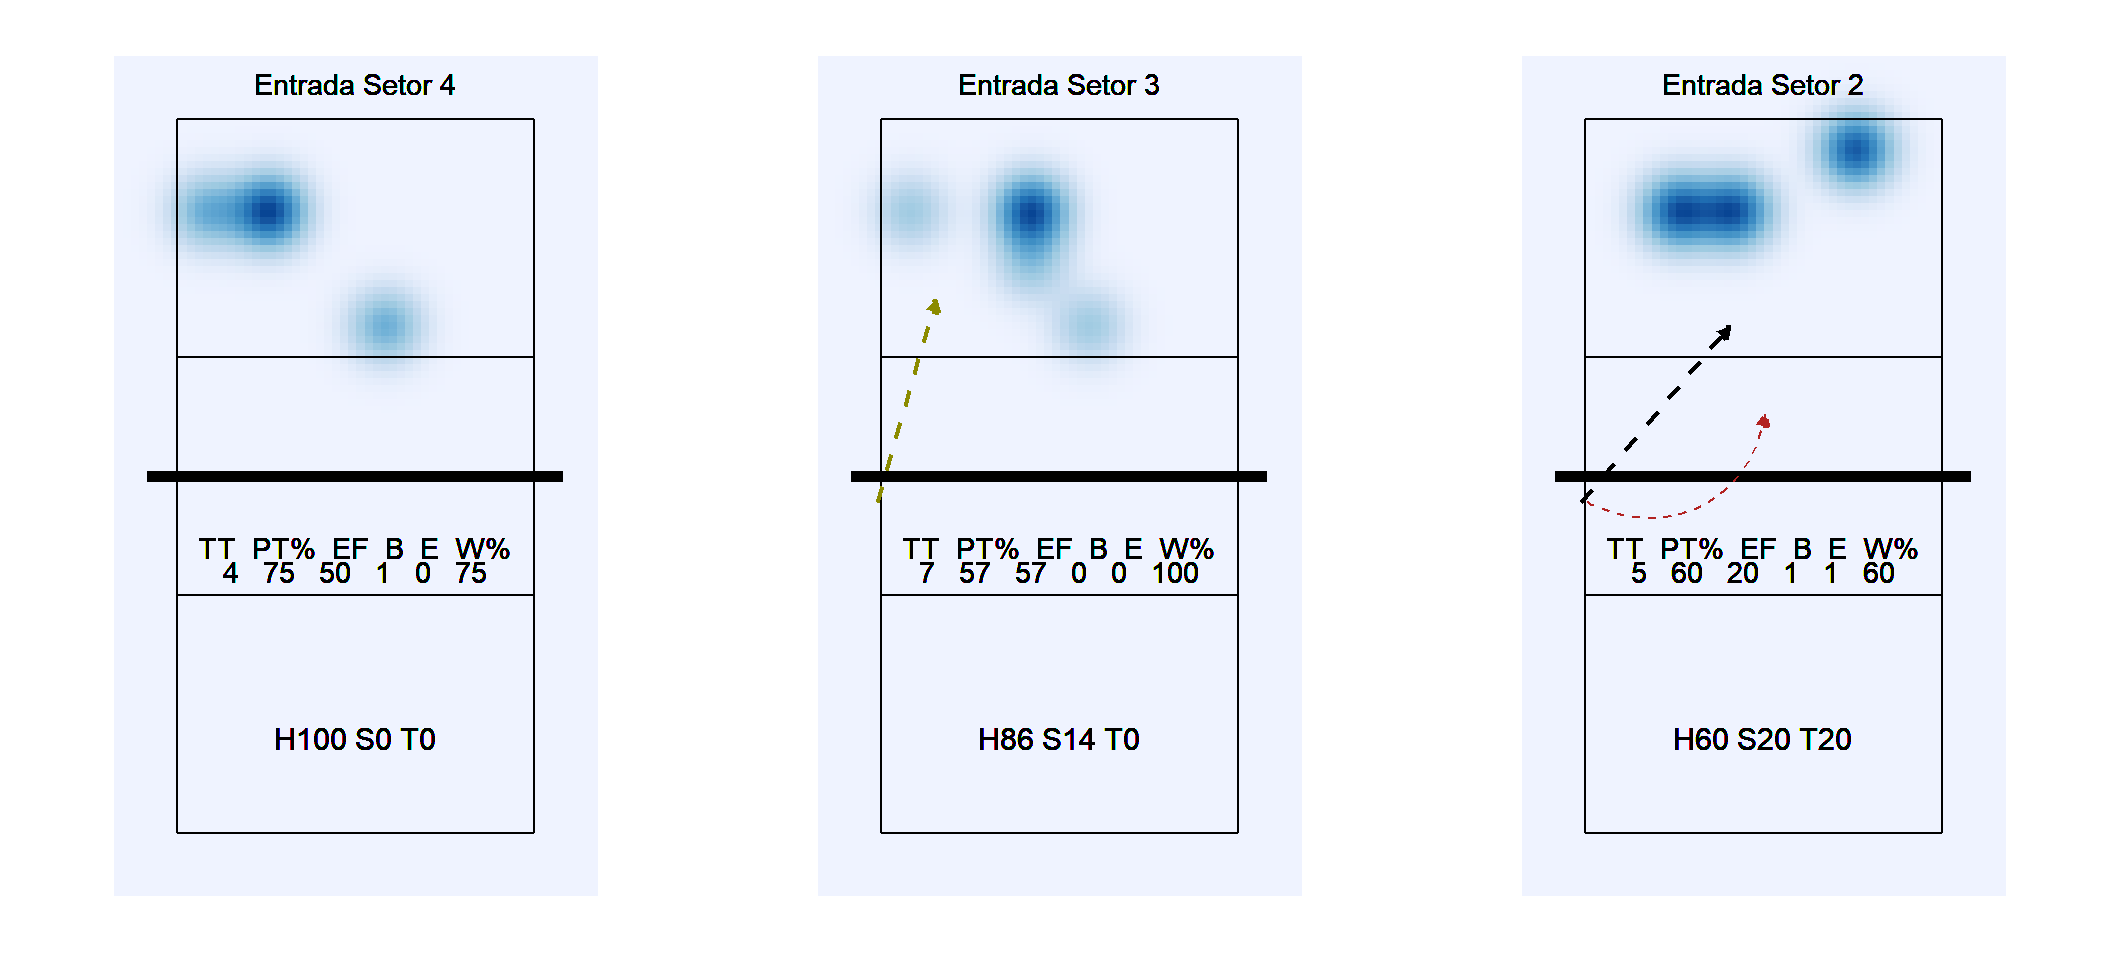 Entrada Setor 4
TT PT% EF B E W%
4 75 50 1 0 75
H100 S0 T0
Entrada Setor 3
TT PT% EF B E W%
7 57 57 0 0 100
H86 S14 T0
Entrada Setor 2
TT PT% EF B E W%
5 60 20 1 1 60
H60 S20 T20